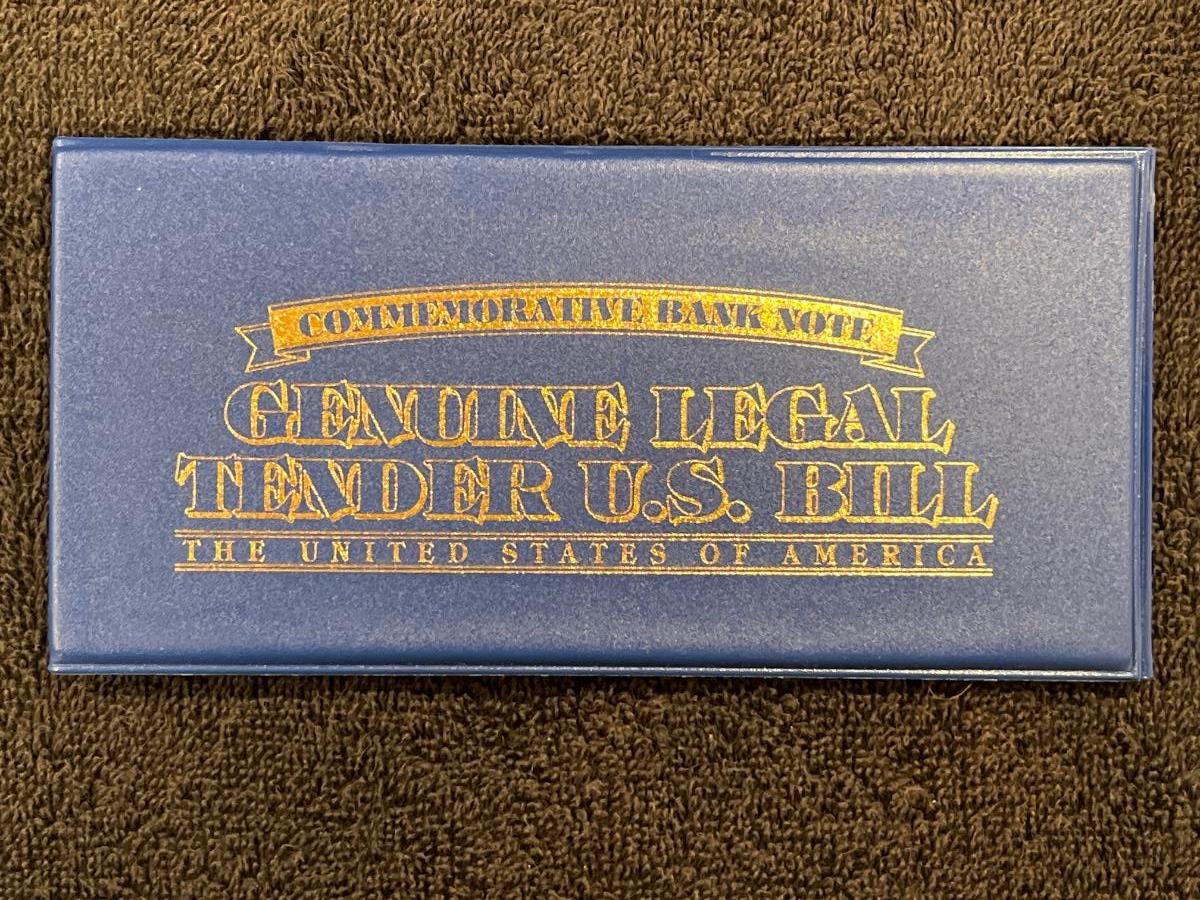 COMMEMORATIVE BANK NOTE
GENUINE LEGAL
TENDER U.S. BILL
THE UNITED STATES OF AMERICA